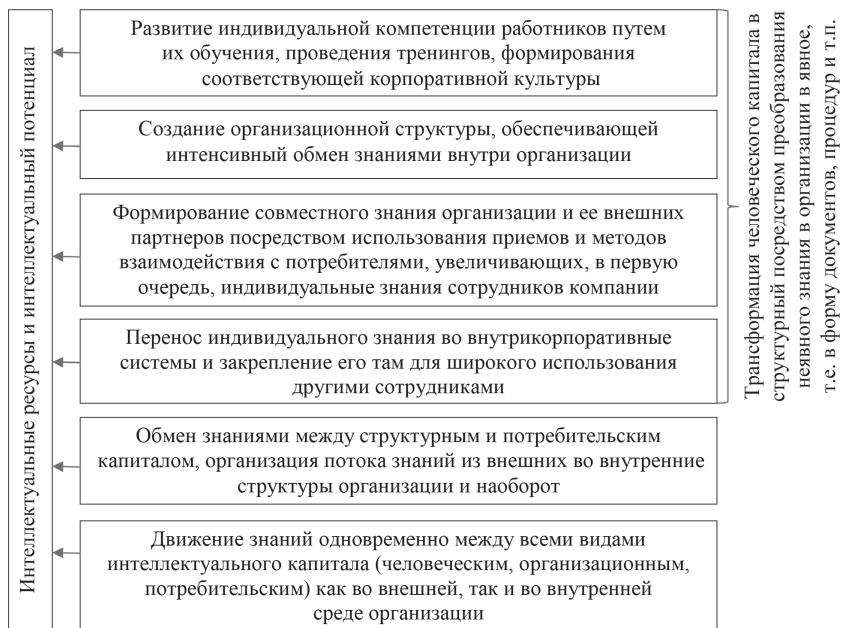 Интеллектуальные ресурсы и интеллектуальный потенциал
Развитие индивидуальной компетенции работников путем
их обучения, проведения тренингов, формирования
соответствующей корпоративной культуры
Создание организационной структуры, обеспечивающей
интенсивный обмен знаниями внутри организации
Формирование совместного знания организации и ее внешних
партнеров посредством использования приемов и методов
взаимодействия с потребителями, увеличивающих, в первую
очередь, индивидуальные знания сотрудников компании
Перенос индивидуального знания во внутрикорпоративные
системы и закрепление его там для широкого использования
другими сотрудниками
Обмен знаниями между структурным и потребительским
капиталом, организация потока знаний из внешних во внутренние
структуры организации и наоборот
Движение знаний одновременно между всеми видами
интеллектуального капитала (человеческим, организационным,
потребительским) как во внешней, так и во внутренней
среде организации
Трансформация человеческого капитала в
структурный посредством преобразования
неявного знания в организации в явное,
т.е. в форму документов, процедур и т.п.